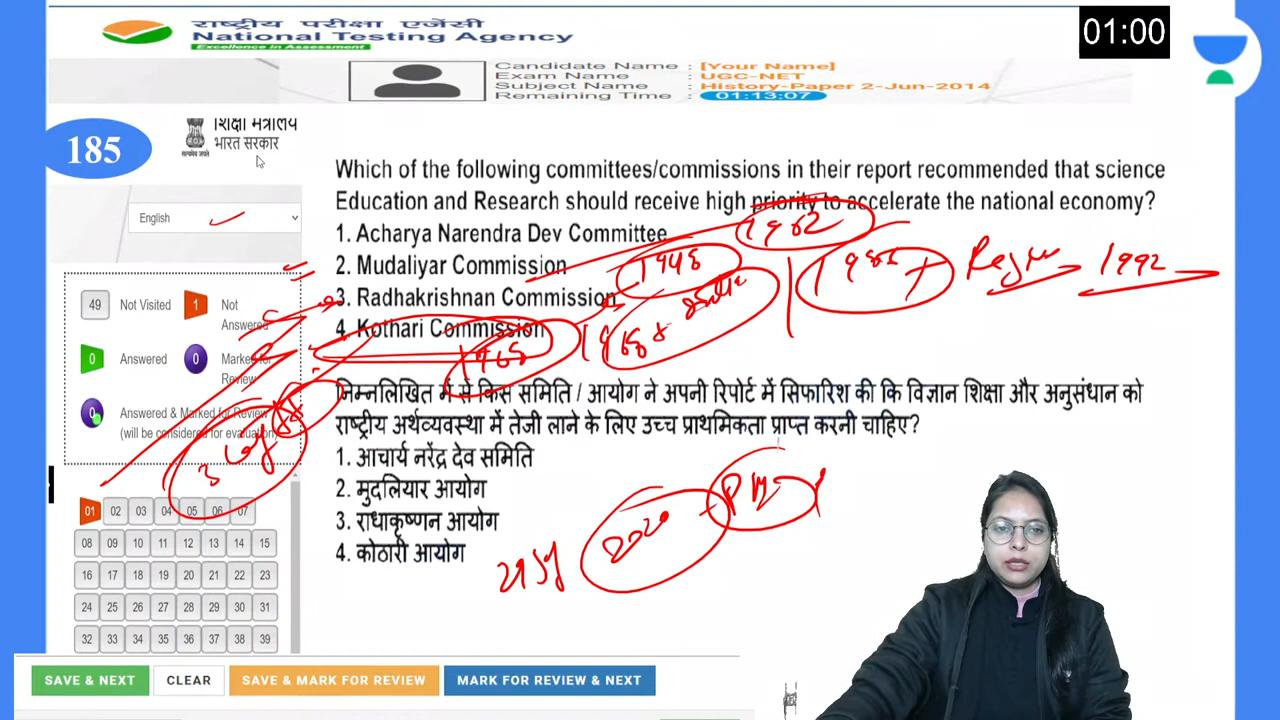 राष्ट्रीय परीक्षा एजेंसी
National Testing Agency
Excellence in Assessment
01:00
Candidate Name : [Your Name]
Exam Name : UGC-NET
Subject Name : History-Paper 2-Jun-2014
Remaining Time : 01:13:07
185
शिक्षा मंत्रालय
भारत सरकार
English
49 Not Visited
1 Not Answered
0 Answered
0 Marked for Review
0 Answered & Marked for Review
(will be considered for evaluation)
01 02 03 04 05 06 07
08 09 10 11 12 13 14 15
16 17 18 19 20 21 22 23
24 25 26 27 28 29 30 31
32 33 34 35 36 37 38 39
Which of the following committees/commissions in their report recommended that science
Education and Research should receive high priority to accelerate the national economy?
1. Acharya Narendra Dev Committee
2. Mudaliyar Commission
3. Radhakrishnan Commission
4. Kothari Commission
1948
1992
1968
निम्नलिखित में से किस समिति / आयोग ने अपनी रिपोर्ट में सिफारिश की कि विज्ञान शिक्षा और अनुसंधान को
राष्ट्रीय अर्थव्यवस्था में तेजी लाने के लिए उच्च प्राथमिकता प्राप्त करनी चाहिए?
1. आचार्य नरेंद्र देव समिति
2. मुदलियार आयोग
3. राधाकृष्णन आयोग
4. कोठारी आयोग
2020
SAVE & NEXT
CLEAR
SAVE & MARK FOR REVIEW
MARK FOR REVIEW & NEXT